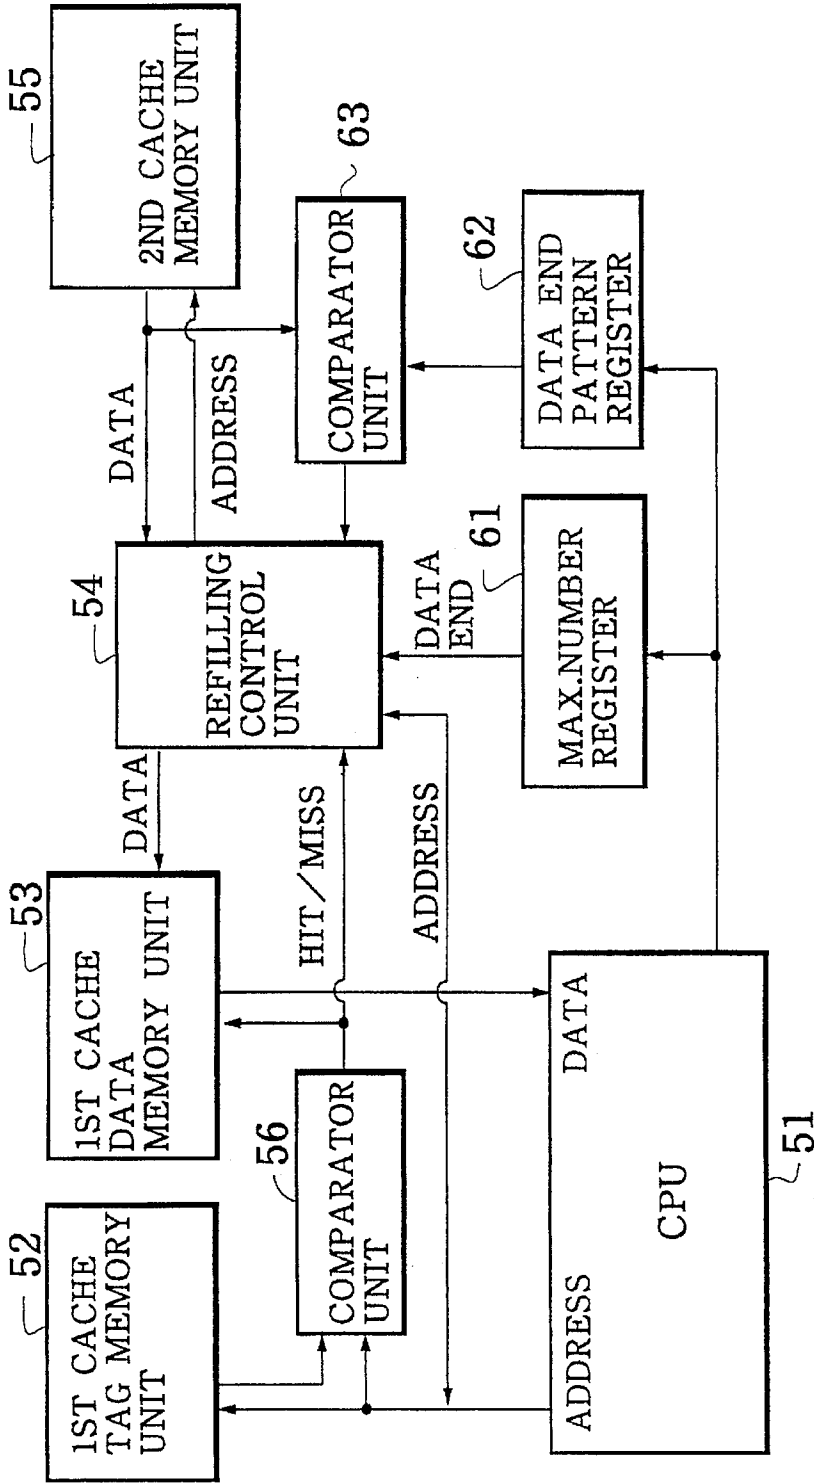 52
1ST CACHE
TAG MEMORY
UNIT
53
1ST CACHE
DATA
MEMORY UNIT
DATA
54
REFILLING
CONTROL
UNIT
DATA
ADDRESS
55
2ND CACHE
MEMORY UNIT
56
COMPARATOR
UNIT
HIT/MISS
ADDRESS
DATA
END
COMPARATOR
UNIT
63
61
MAX.NUMBER
REGISTER
62
DATA END
PATTERN
REGISTER
ADDRESS
DATA
CPU
51